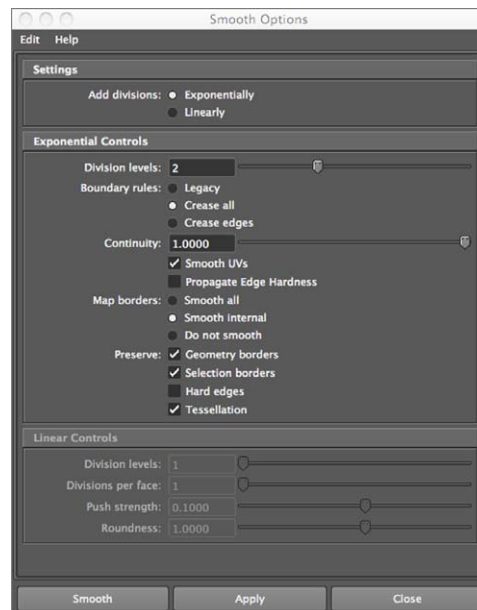 Smooth Options
Edit Help
Settings
Add divisions: Exponentially
Linearly
Exponential Controls
Division levels: 2
Boundary rules: Legacy
Crease all
Crease edges
Continuity: 1.0000
Smooth UVs
Propagate Edge Hardness
Map borders: Smooth all
Smooth internal
Do not smooth
Preserve: Geometry borders
Selection borders
Hard edges
Tessellation
Linear Controls
Division levels: 1
Divisions per face: 1
Push strength: 0.1000
Roundness: 1.0000
Smooth Apply Close